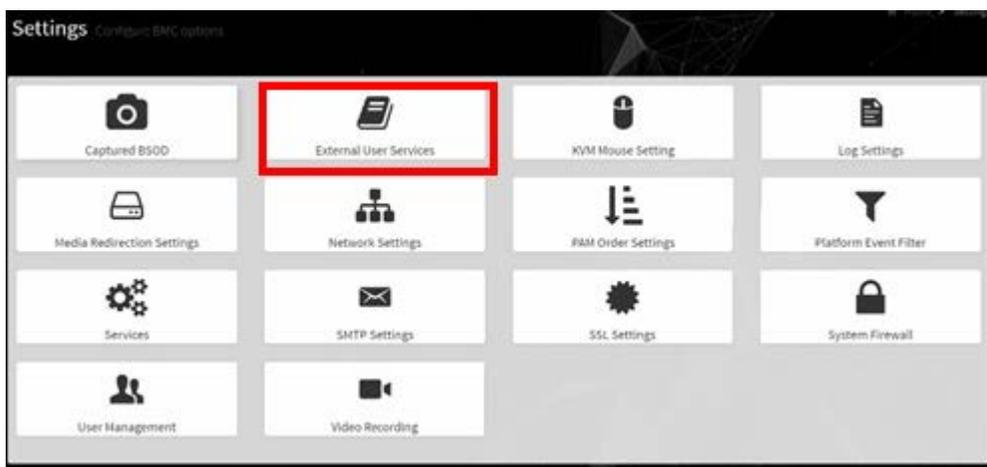 Settings Configure BMC options
Captured BSOD
External User Services
KVM Mouse Setting
Log Settings
Media Redirection Settings
Network Settings
PAM Order Settings
Platform Event Filter
Services
SMTP Settings
SSL Settings
System Firewall
User Management
Video Recording